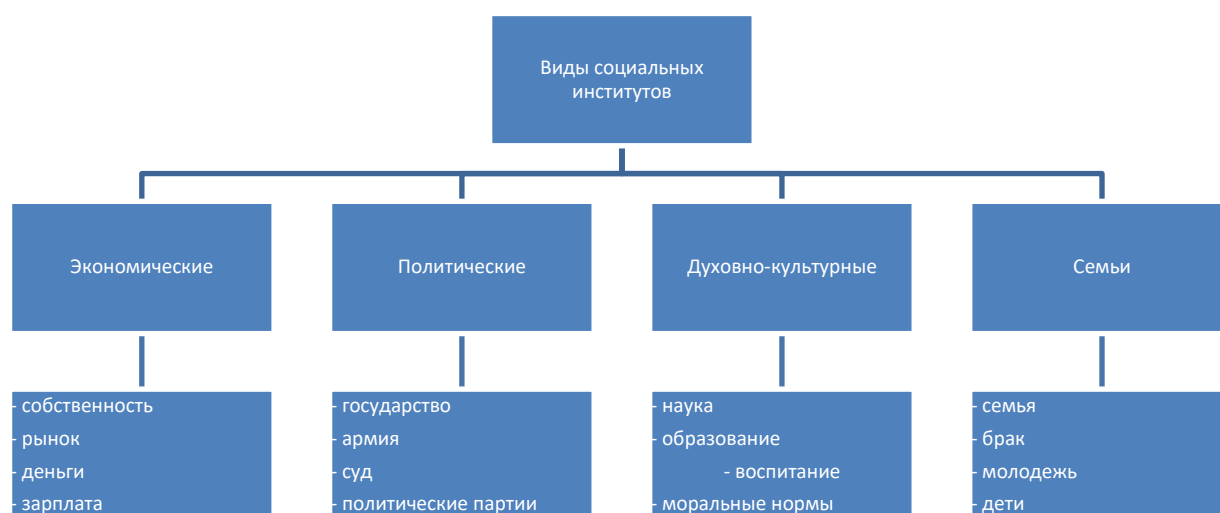 Виды социальных
институтов
Экономические
Политические
Духовно-культурные
Семьи
- собственность
- рынок
- деньги
- зарплата
- государство
- армия
- суд
- политические партии
- наука
- образование
- воспитание
- моральные нормы
- семья
- брак
- молодежь
- дети